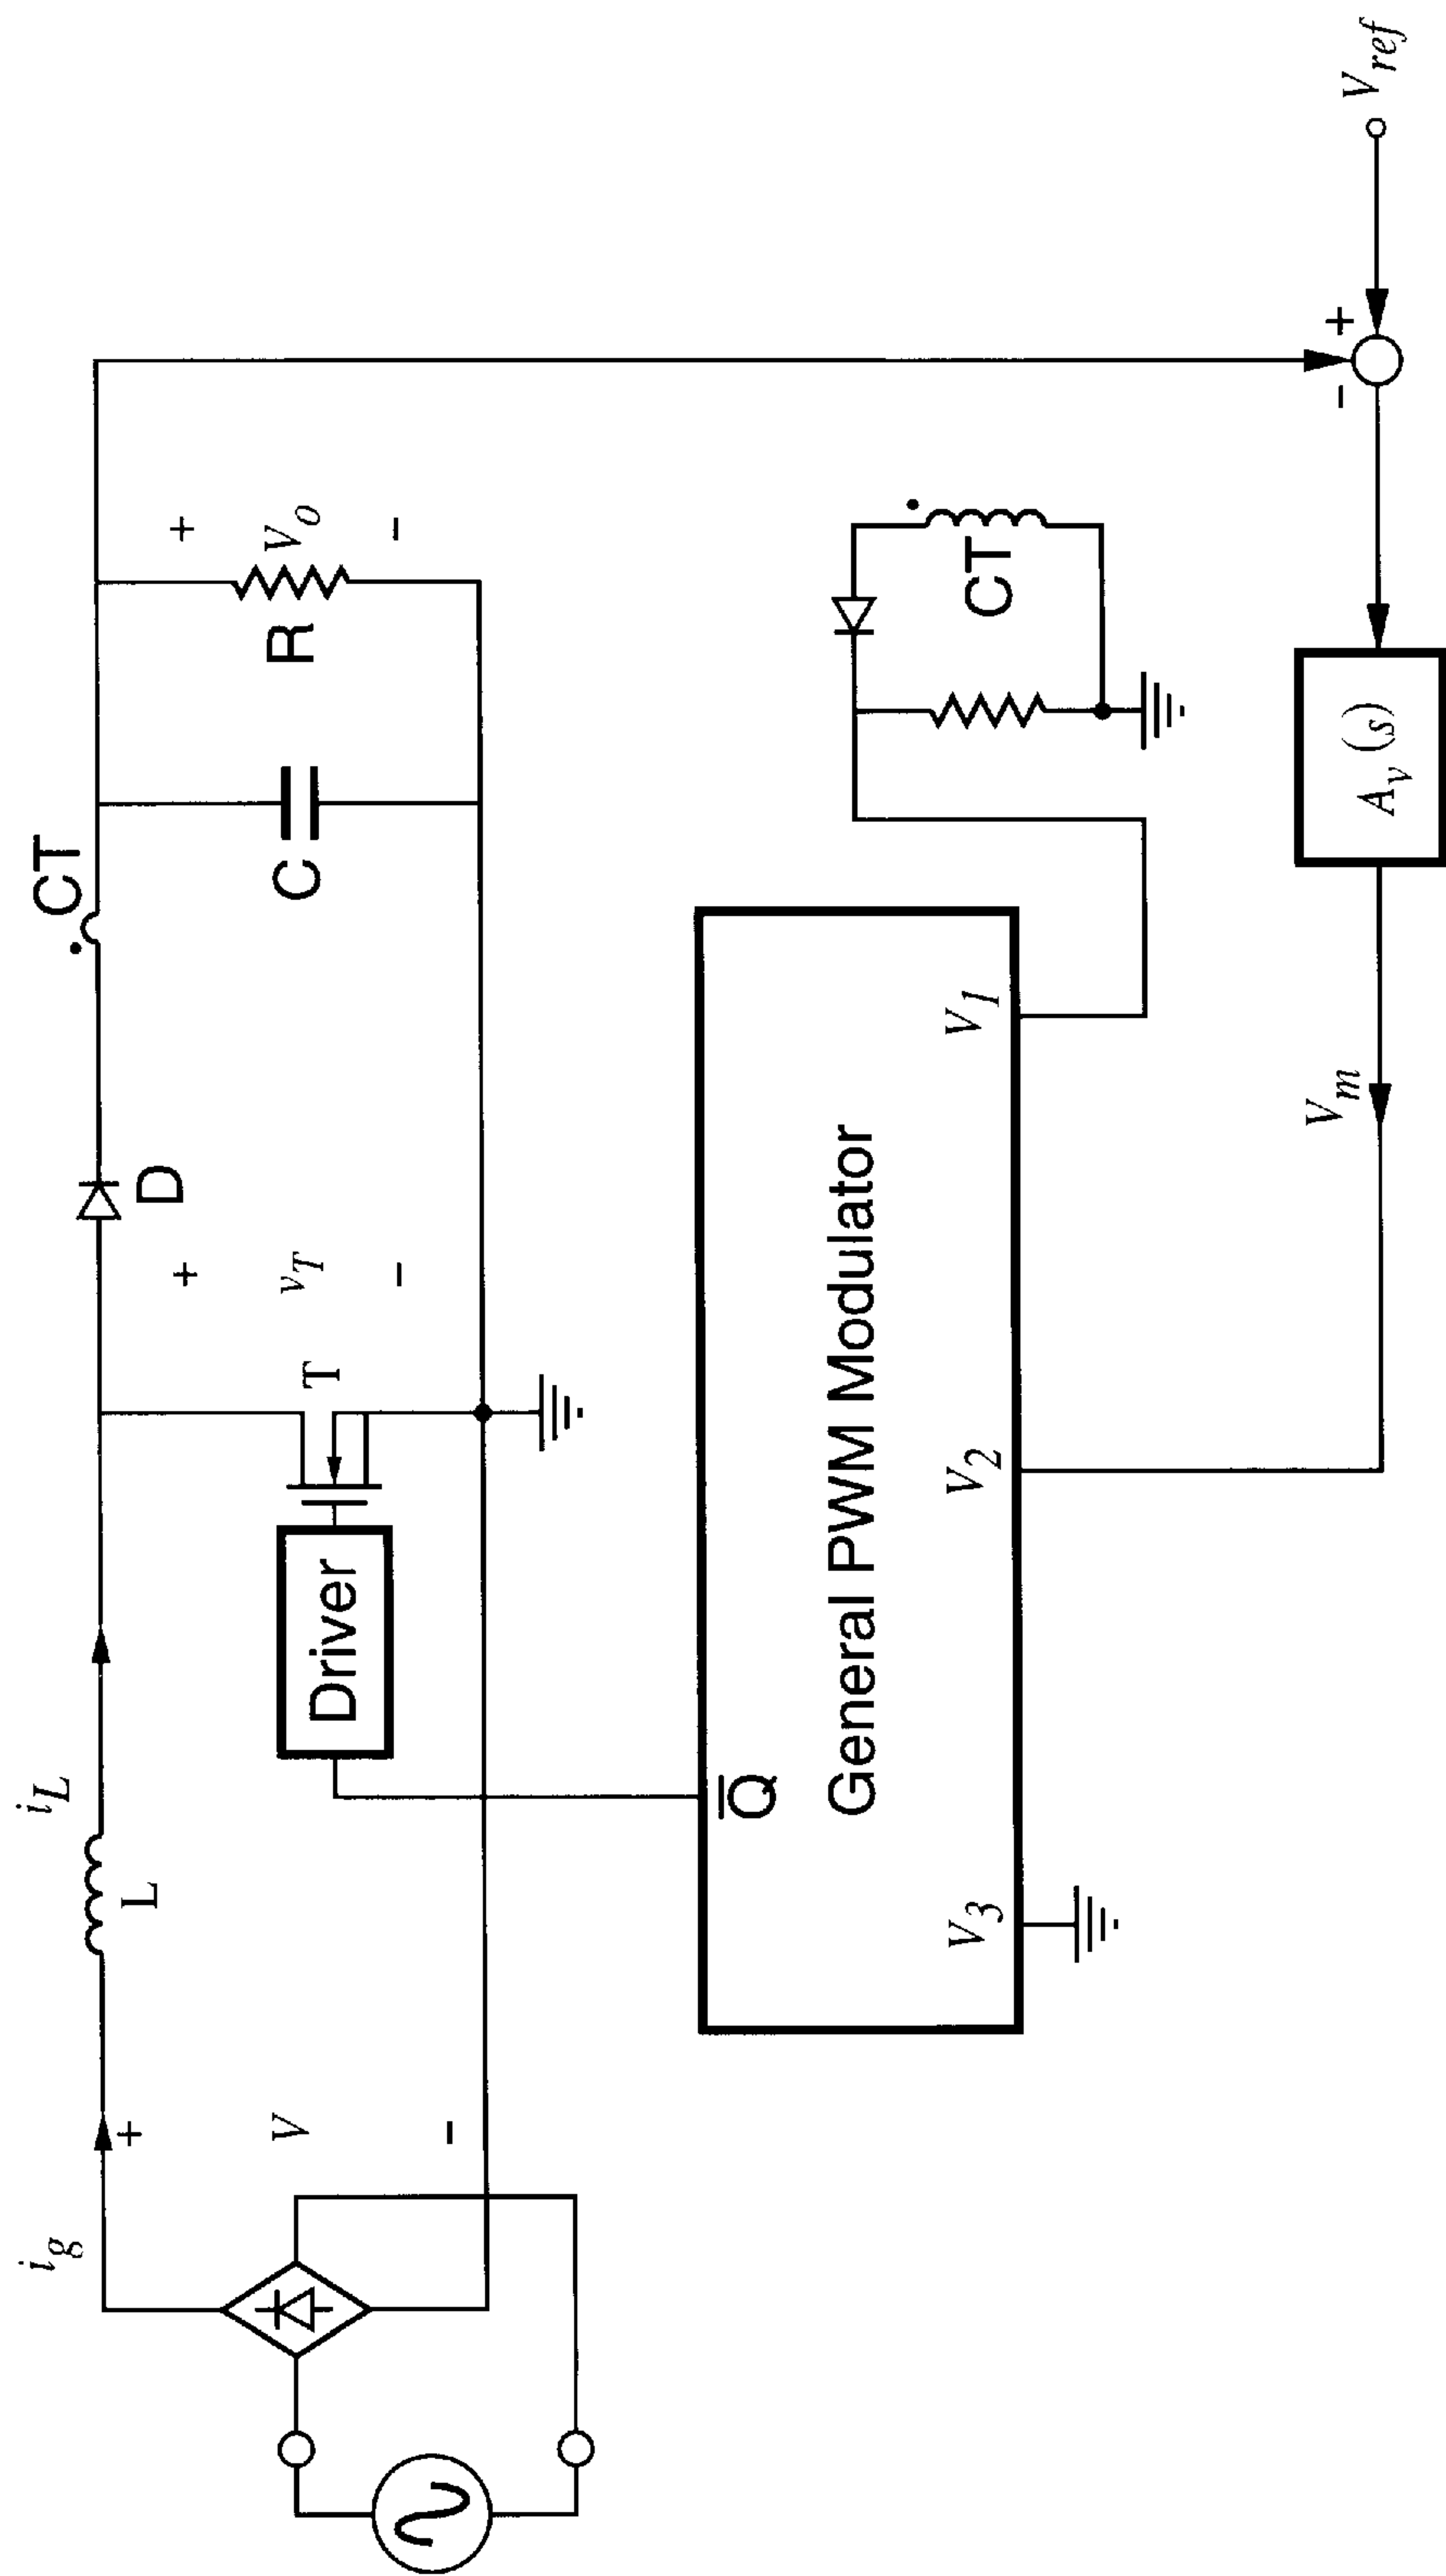 i_g
i_L
CT
+
+
+
L
D
V
Driver
T
v_T
C
R
V_o
-
-
-
Q̅
General PWM Modulator
CT
V_3
V_2
V_1
V_m
A_v (s)
-
+
V_ref